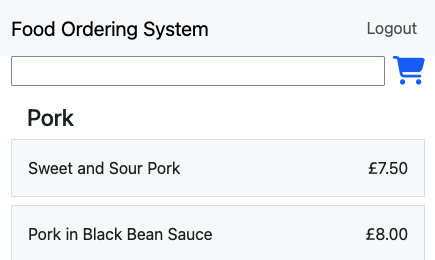 Food Ordering System Logout
Pork
Sweet and Sour Pork £7.50
Pork in Black Bean Sauce £8.00